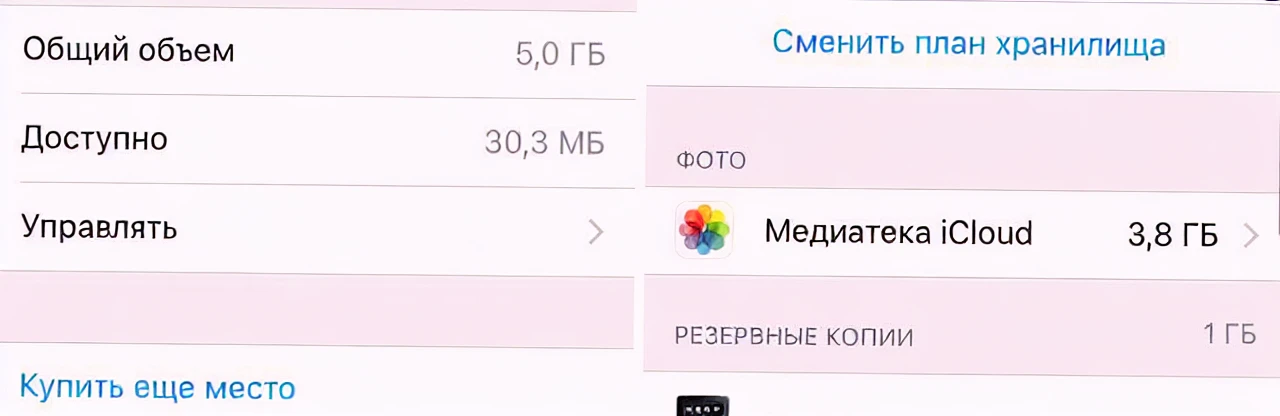 Общий объем 5,0 ГБ
Доступно 30,3 МБ
Управлять
Купить еще место
Сменить план хранилища
ФОТО
Медиатека iCloud 3,8 ГБ
РЕЗЕРВНЫЕ КОПИИ 1 ГБ